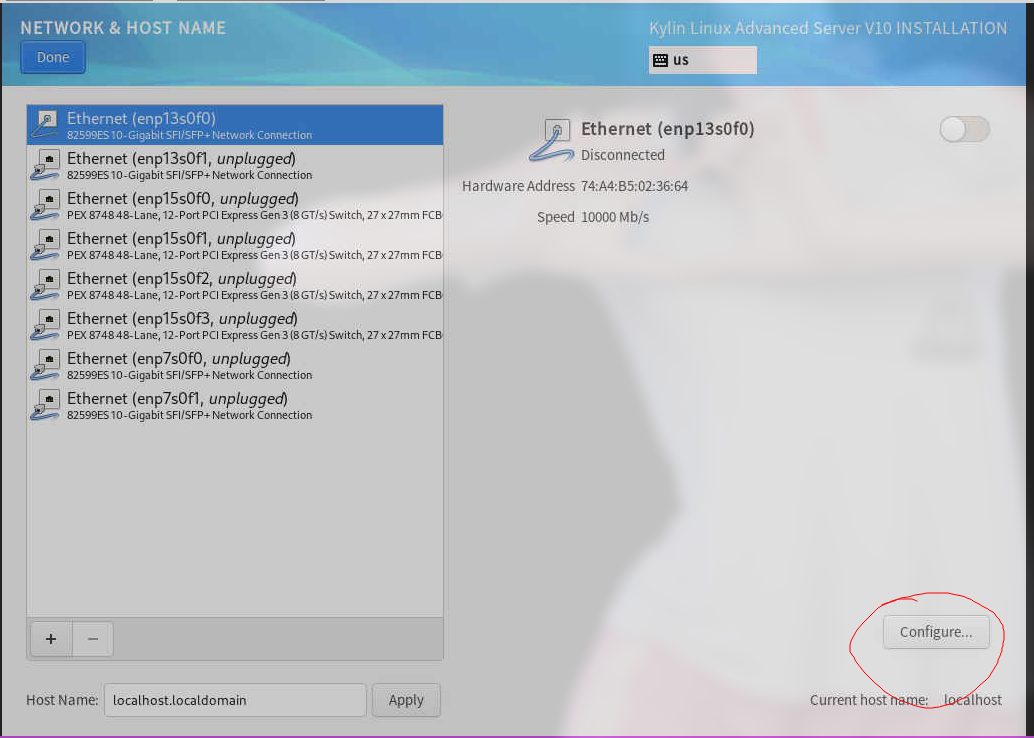 NETWORK & HOST NAME
Kylin Linux Advanced Server V10 INSTALLATION
Done
us
Ethernet (enp13s0f0)
82599ES 10-Gigabit SFI/SFP+ Network Connection
Ethernet (enp13s0f1, unplugged)
82599ES 10-Gigabit SFI/SFP+ Network Connection
Ethernet (enp15s0f0, unplugged)
PEX 8748 48-Lane, 12-Port PCI Express Gen 3 (8 GT/s) Switch, 27 x 27mm FCB
Ethernet (enp15s0f1, unplugged)
PEX 8748 48-Lane, 12-Port PCI Express Gen 3 (8 GT/s) Switch, 27 x 27mm FCB
Ethernet (enp15s0f2, unplugged)
PEX 8748 48-Lane, 12-Port PCI Express Gen 3 (8 GT/s) Switch, 27 x 27mm FCB
Ethernet (enp15s0f3, unplugged)
PEX 8748 48-Lane, 12-Port PCI Express Gen 3 (8 GT/s) Switch, 27 x 27mm FCB
Ethernet (enp7s0f0, unplugged)
82599ES 10-Gigabit SFI/SFP+ Network Connection
Ethernet (enp7s0f1, unplugged)
82599ES 10-Gigabit SFI/SFP+ Network Connection
Ethernet (enp13s0f0)
Disconnected
Hardware Address 74:A4:B5:02:36:64
Speed 10000 Mb/s
+ −
Configure...
Host Name: localhost.localdomain Apply
Current host name: localhost